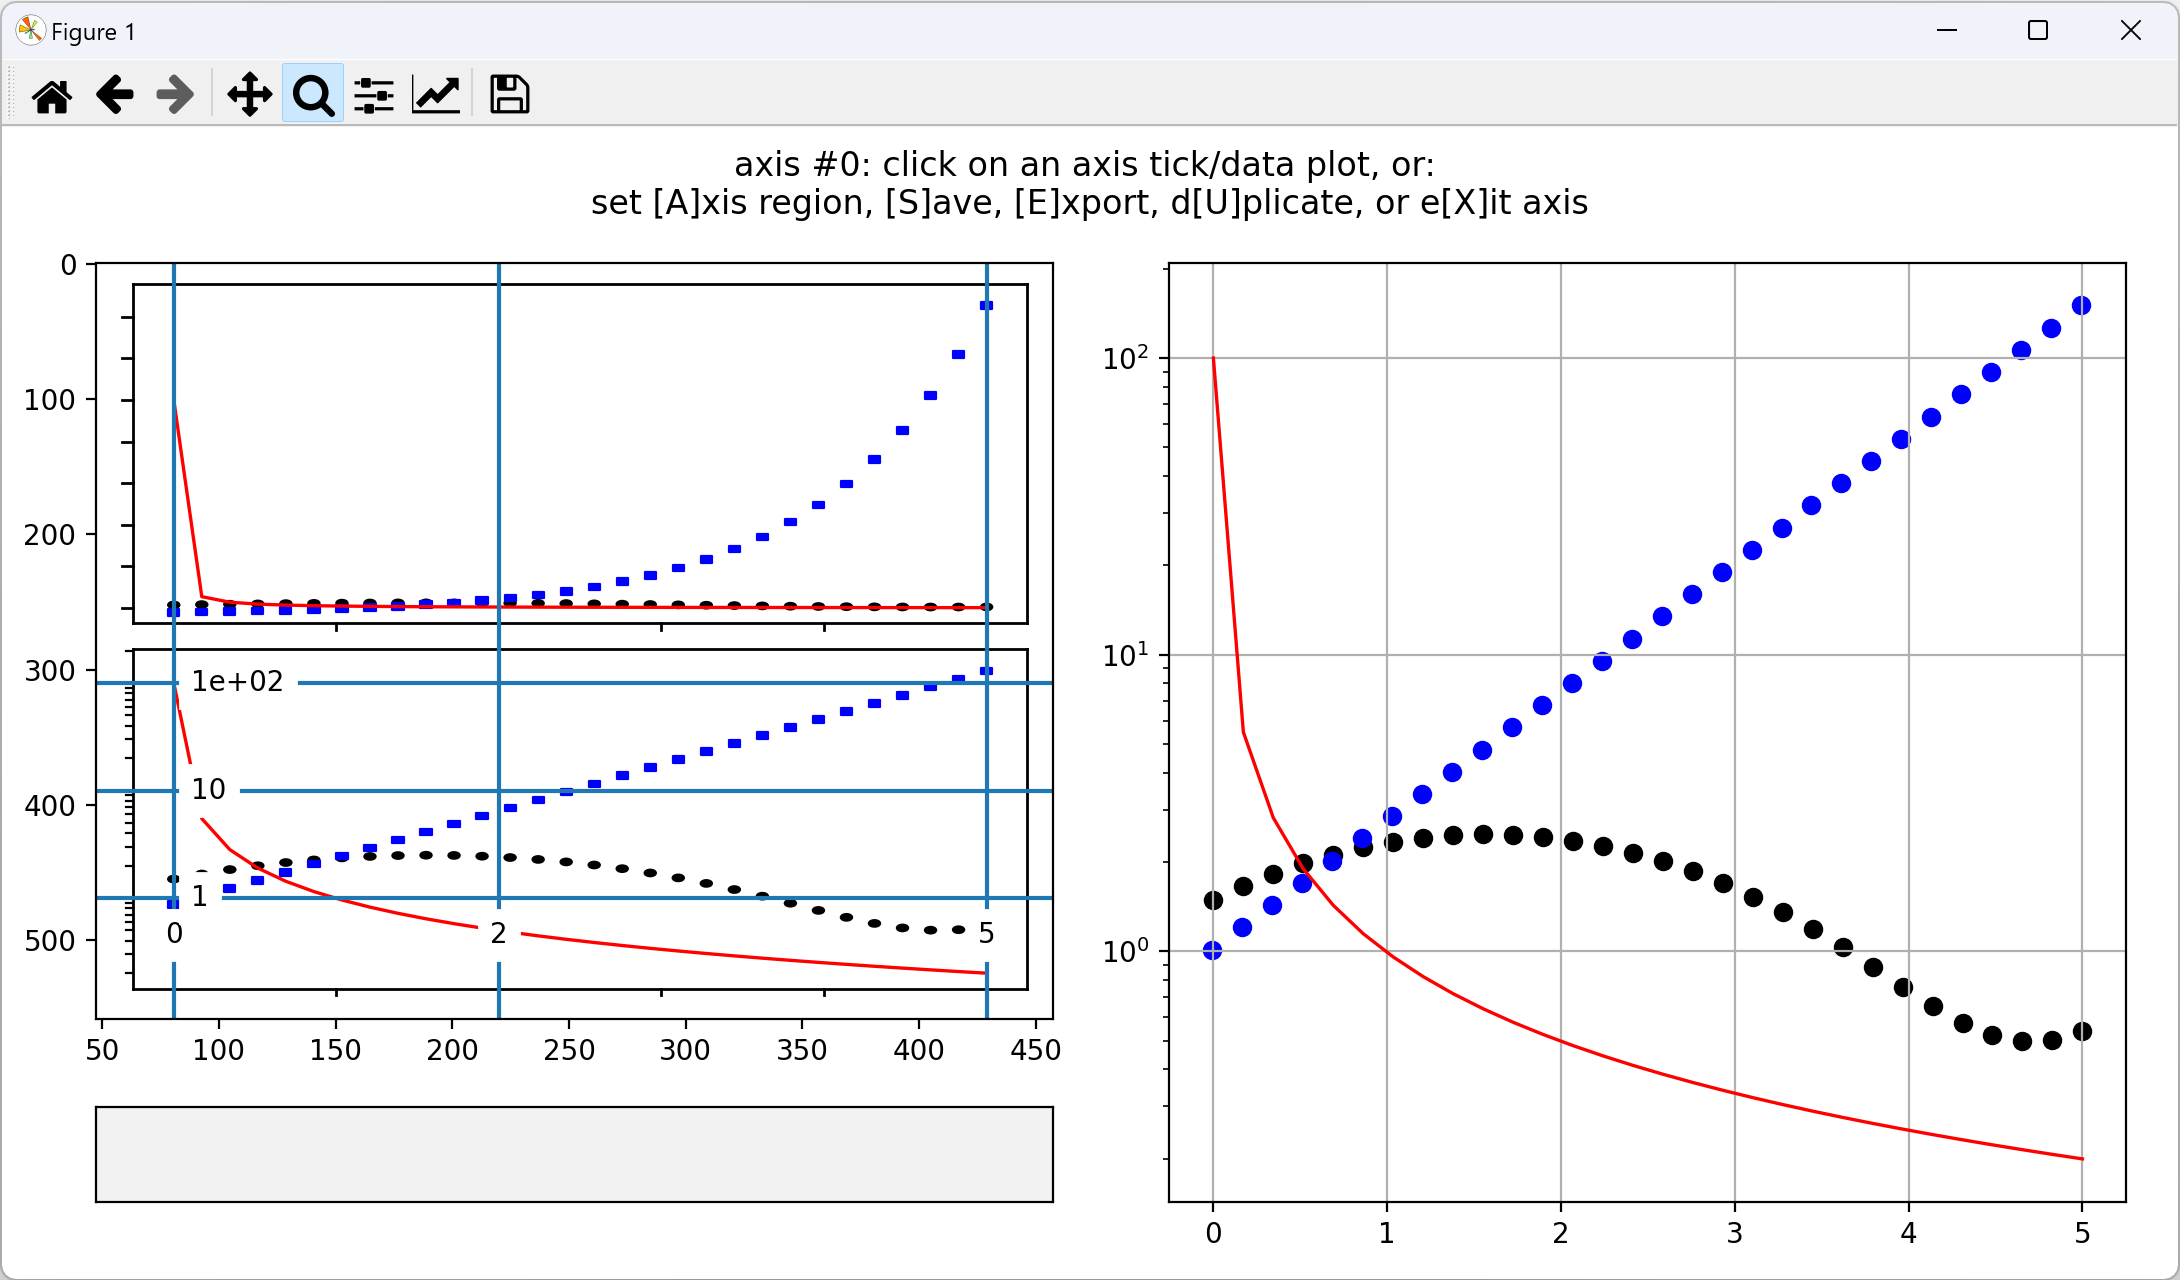 Figure 1
axis #0: click on an axis tick/data plot, or:
set [A]xis region, [S]ave, [E]xport, d[U]plicate, or e[X]it axis
0
100
200
300
400
500
1e+02
10
1
0 2 5
50 100 150 200 250 300 350 400 450
10²
10¹
10⁰
0 1 2 3 4 5